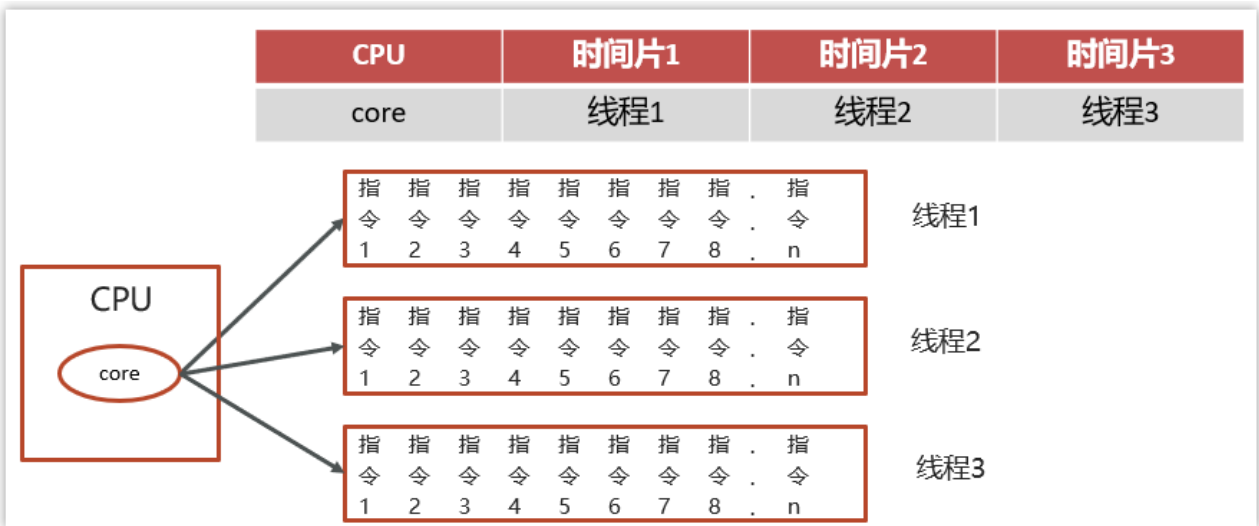 CPU 时间片1 时间片2 时间片3
core 线程1 线程2 线程3
指 指 指 指 指 指 指 指 . 指
令 令 令 令 令 令 令 令 . 令
1 2 3 4 5 6 7 8 . n
线程1
CPU
core
指 指 指 指 指 指 指 指 . 指
令 令 令 令 令 令 令 令 . 令
1 2 3 4 5 6 7 8 . n
线程2
指 指 指 指 指 指 指 指 . 指
令 令 令 令 令 令 令 令 . 令
1 2 3 4 5 6 7 8 . n
线程3